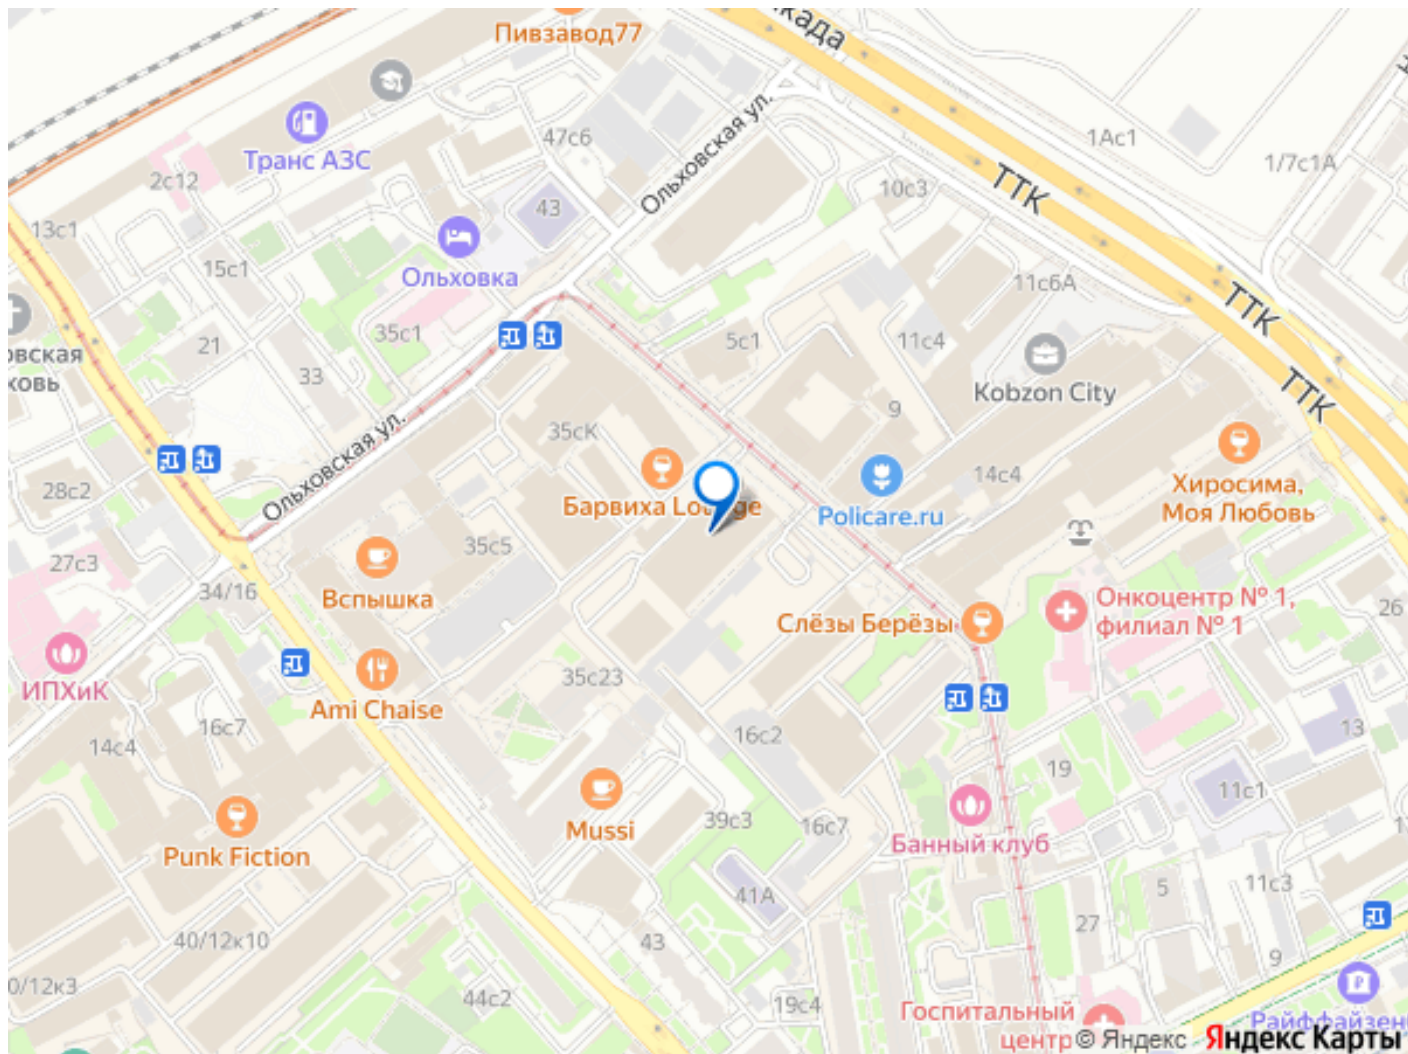 Пивзавод77
када
Ольховская ул.
47с6
1Ас1
1/7с1А
Транс АЗС
2с12
ТТК
10с3
43
13с1
15с1
Ольховка
11с6А
ТТК
35с1
5с1
11с4
21
33
овская
ковь
Kobzon City
ТТК
9
Ольховская ул.
35сК
14с4
28с2
Барвиха Lounge
Policare.ru
Хиросима,
Моя Любовь
35с5
27с3
34/16
Вспышка
Слёзы Берёзы
Онкоцентр № 1,
филиал № 1
26
ИПХиК
35с23
Ami Chaise
16с7
14с4
16с2
13
19
11с1
Mussi
39с3
16с7
Банный клуб
Punk Fiction
41А
5
11с3
27
40/12к10
43
9
0/12к3
44с2
19с4
Госпитальный
центр
Райффайзен
© Яндекс
Яндекс Карты